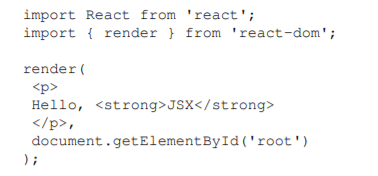 import React from 'react';
import { render } from 'react-dom';
render(
<p>
Hello, <strong>JSX</strong>
</p>,
document.getElementById('root')
);